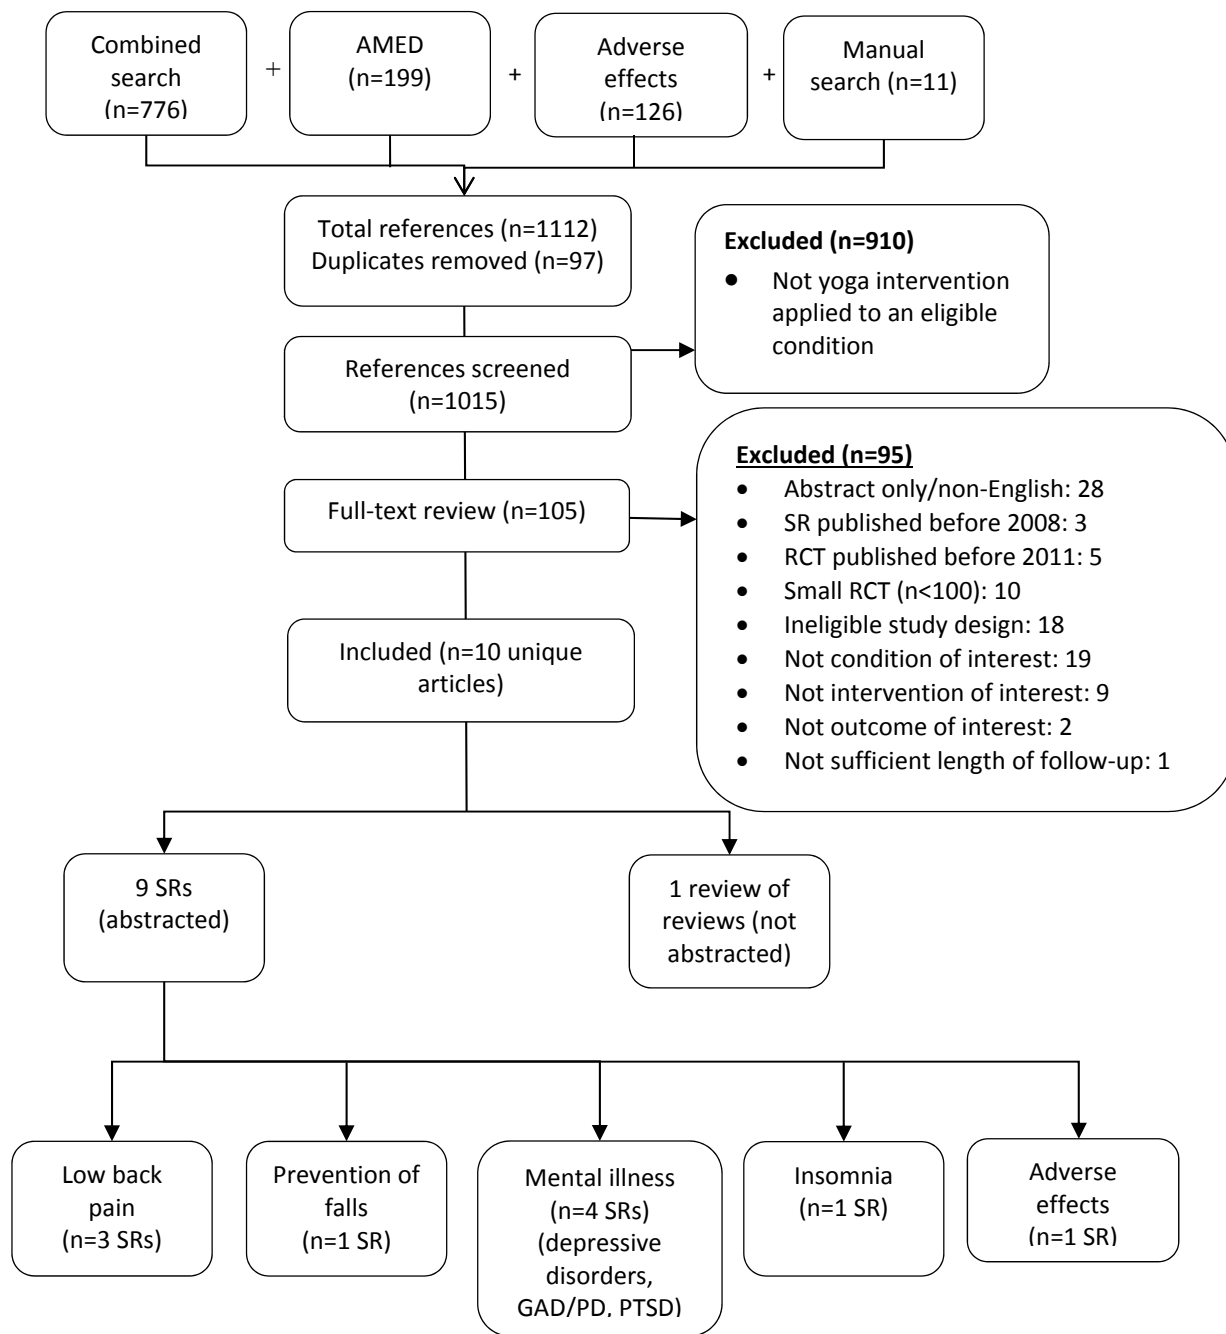 Combined
search
(n=776)
+
AMED
(n=199)
+
Adverse
effects
(n=126)
+
Manual
search (n=11)
Total references (n=1112)
Duplicates removed (n=97)
Excluded (n=910)
• Not yoga intervention
applied to an eligible
condition
References screened
(n=1015)
Excluded (n=95)
• Abstract only/non-English: 28
• SR published before 2008: 3
• RCT published before 2011: 5
• Small RCT (n<100): 10
• Ineligible study design: 18
• Not condition of interest: 19
• Not intervention of interest: 9
• Not outcome of interest: 2
• Not sufficient length of follow-up: 1
Full-text review (n=105)
Included (n=10 unique
articles)
9 SRs
(abstracted)
1 review of
reviews (not
abstracted)
Low back
pain
(n=3 SRs)
Prevention of
falls
(n=1 SR)
Mental illness
(n=4 SRs)
(depressive
disorders,
GAD/PD, PTSD)
Insomnia
(n=1 SR)
Adverse
effects
(n=1 SR)